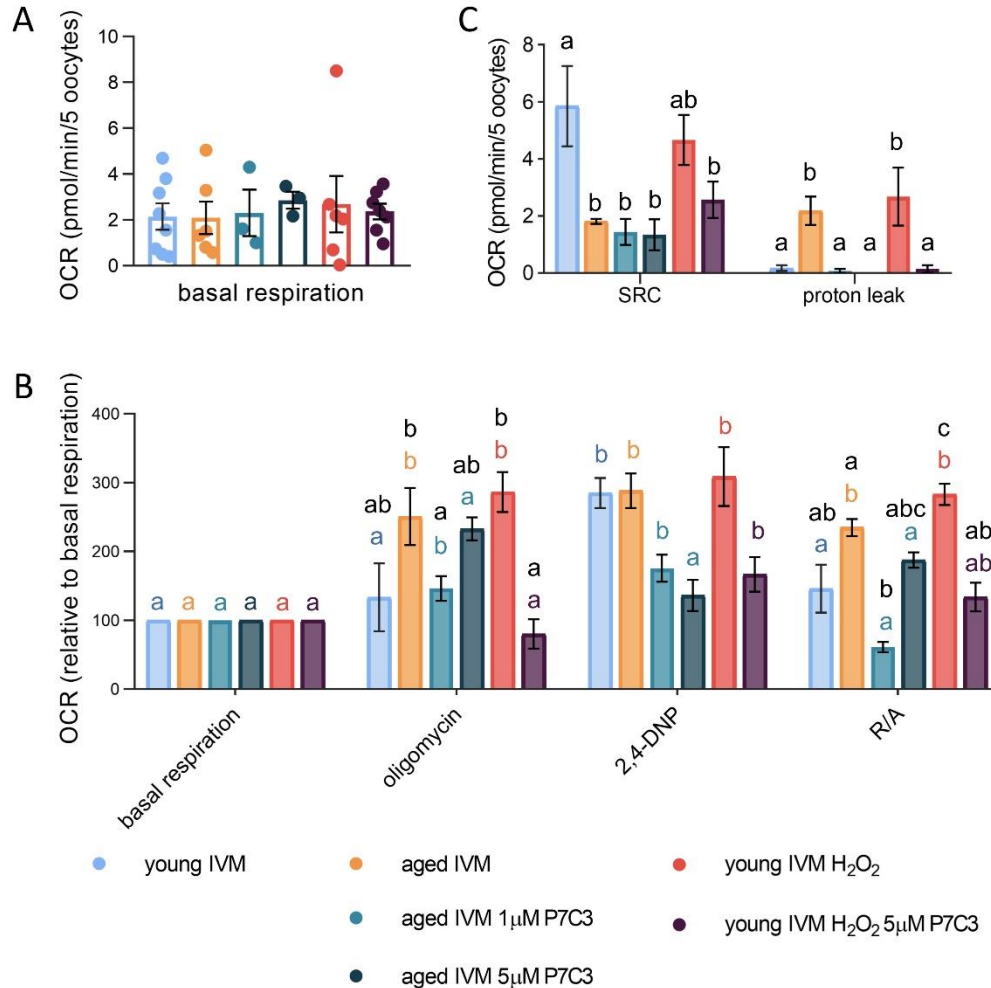 A
OCR (pmol/min/5 oocytes)
10
8
6
4
2
0
basal respiration
C
OCR (pmol/min/5 oocytes)
8
6
4
2
0
a
b
b
b
ab
b
a
b
a
a
b
a
SRC
proton leak
B
OCR (relative to basal respiration)
400
300
200
100
0
a a a a a a
ab
a
b
b
a
b
ab
a
b
b
a
a
b
b
b
a
b
b
ab
a
a
b
b
a
abc
a
c
b
ab
ab
basal respiration
oligomycin
2,4-DNP
R/A
young IVM
aged IVM
young IVM H₂O₂
aged IVM 1μM P7C3
young IVM H₂O₂ 5μM P7C3
aged IVM 5μM P7C3